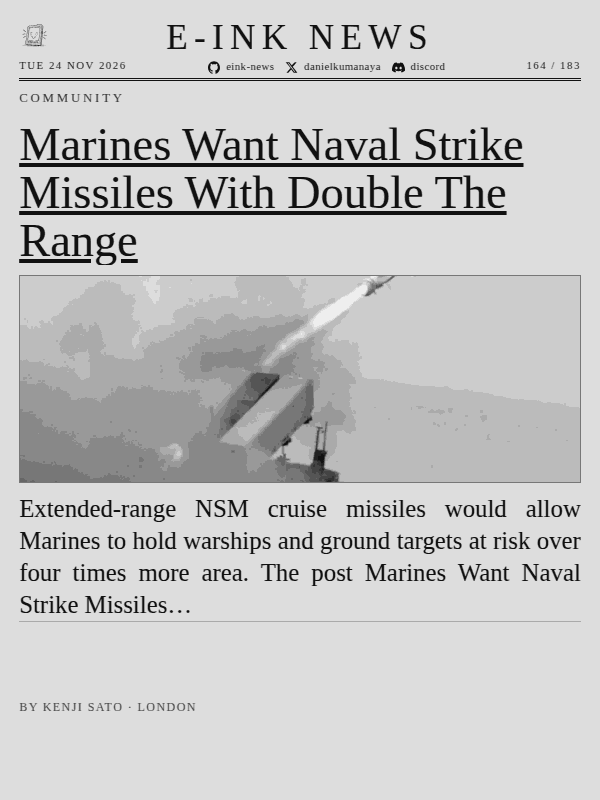 E-INK NEWS
TUE 24 NOV 2026
eink-news danielkumanaya discord
164 / 183
COMMUNITY
Marines Want Naval Strike
Missiles With Double The
Range
Extended-range NSM cruise missiles would allow
Marines to hold warships and ground targets at risk over
four times more area. The post Marines Want Naval
Strike Missiles…
BY KENJI SATO · LONDON